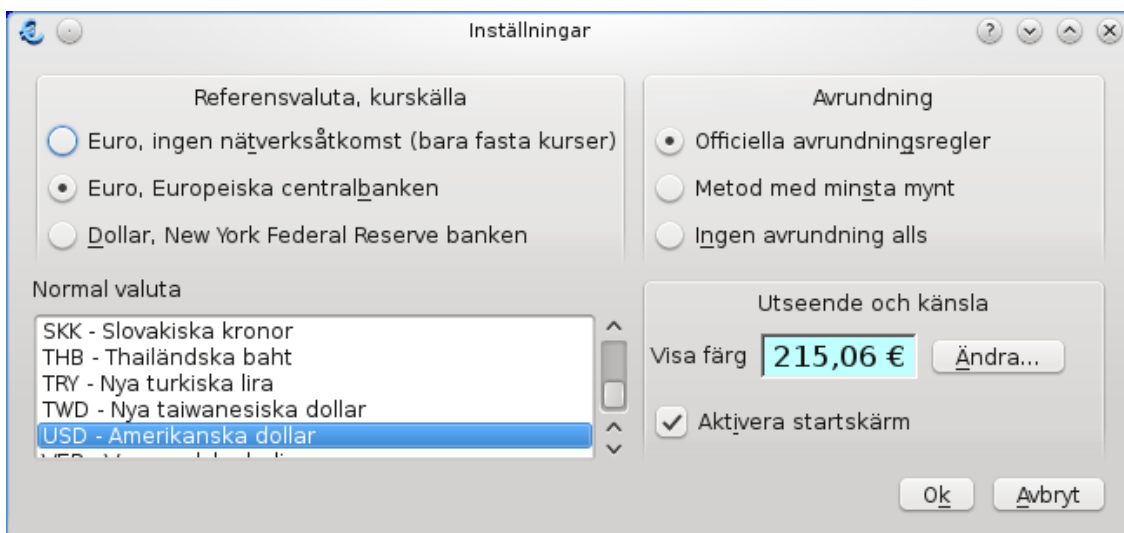 Inställningar
Referensvaluta, kurskälla
Euro, ingen nätverksåtkomst (bara fasta kurser)
Euro, Europeiska centralbanken
Dollar, New York Federal Reserve banken
Avrundning
Officiella avrundningsregler
Metod med minsta mynt
Ingen avrundning alls
Normal valuta
SKK - Slovakiska kronor
THB - Thailändska baht
TRY - Nya turkiska lira
TWD - Nya taiwanesiska dollar
USD - Amerikanska dollar
Utseende och känsla
Visa färg 215,06 € Ändra...
Aktivera startskärm
Ok Avbryt